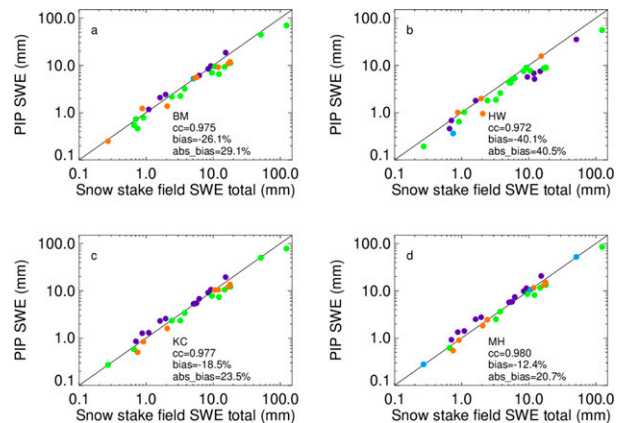 100.0
10.0
1.0
0.1
PIP SWE
a
BM
cc=0.975
bias=-26.1%
abs_bias=29.1%
0.1 1.0 10.0 100.0
Snow stake field SWE total (mm)
100.0
10.0
1.0
0.1
PIP SWE
b
HW
cc=0.972
bias=-40.1%
abs_bias=40.5%
0.1 1.0 10.0 100.0
Snow stake field SWE total (mm)
100.0
10.0
1.0
0.1
PIP SWE
c
KC
cc=0.977
bias=-18.5%
abs_bias=23.5%
0.1 1.0 10.0 100.0
Snow stake field SWE total (mm)
100.0
10.0
1.0
0.1
PIP SWE
d
MH
cc=0.980
bias=-12.4%
abs_bias=20.7%
0.1 1.0 10.0 100.0
Snow stake field SWE total (mm)